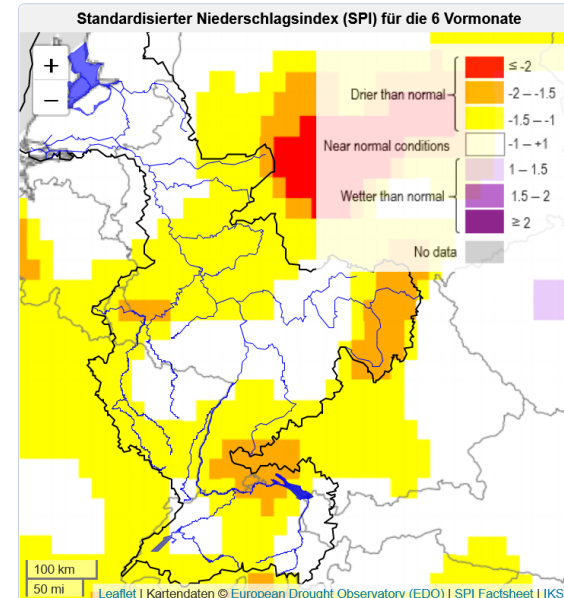 Standardisierter Niederschlagsindex (SPI) für die 6 Vormonate
+
−
≤ -2
Drier than normal
-2 – -1.5
-1.5 – -1
Near normal conditions
-1 – +1
1 – 1.5
Wetter than normal
1.5 – 2
≥ 2
No data
100 km
50 mi
Leaflet | Kartendaten © European Drought Observatory (EDO) | SPI Factsheet | IKS